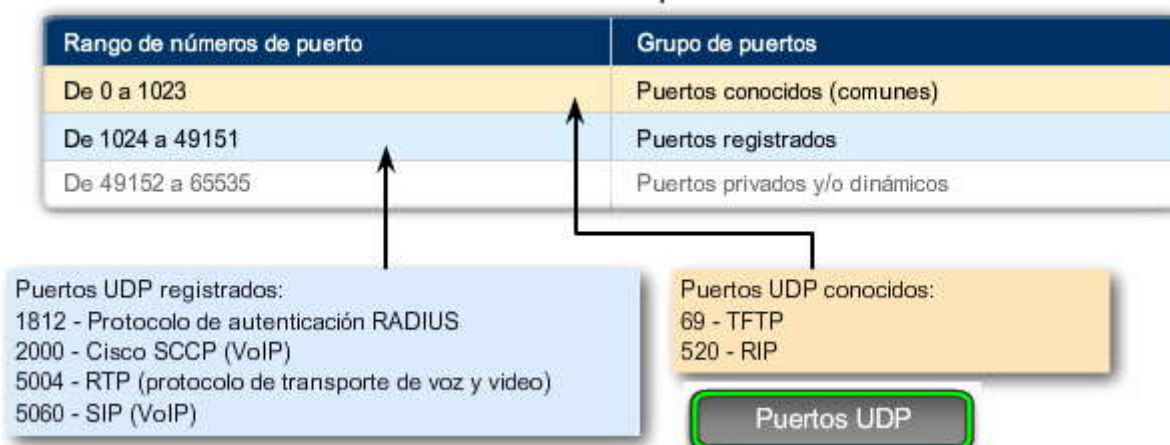 Rango de números de puerto
Grupo de puertos
De 0 a 1023
Puertos conocidos (comunes)
De 1024 a 49151
Puertos registrados
De 49152 a 65535
Puertos privados y/o dinámicos
Puertos UDP registrados:
1812 - Protocolo de autenticación RADIUS
2000 - Cisco SCCP (VoIP)
5004 - RTP (protocolo de transporte de voz y video)
5060 - SIP (VoIP)
Puertos UDP conocidos:
69 - TFTP
520 - RIP
Puertos UDP